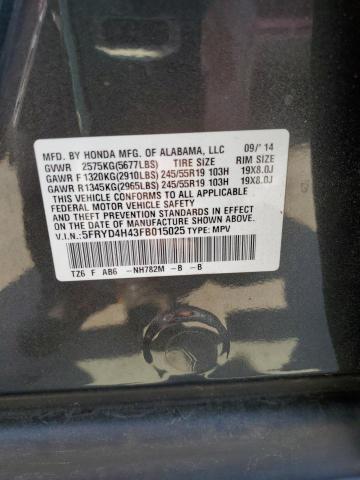 MFD. BY HONDA MFG. OF ALABAMA, LLC 09/'14
GVWR 2575KG(5677LBS) TIRE SIZE RIM SIZE
GAWR F 1320KG(2910LBS) 245/55R19 103H 19X8.0J
GAWR R 1345KG(2965LBS) 245/55R19 103H 19X8.0J
THIS VEHICLE CONFORMS TO ALL APPLICABLE
FEDERAL MOTOR VEHICLE SAFETY AND
THEFT PREVENTION STANDARDS IN EFFECT ON
THE DATE OF MANUFACTURE SHOWN ABOVE.
V.I.N.: 5FRYD4H43FB015025 TYPE: MPV
TZ6 F AB6 -NH782M -B -B